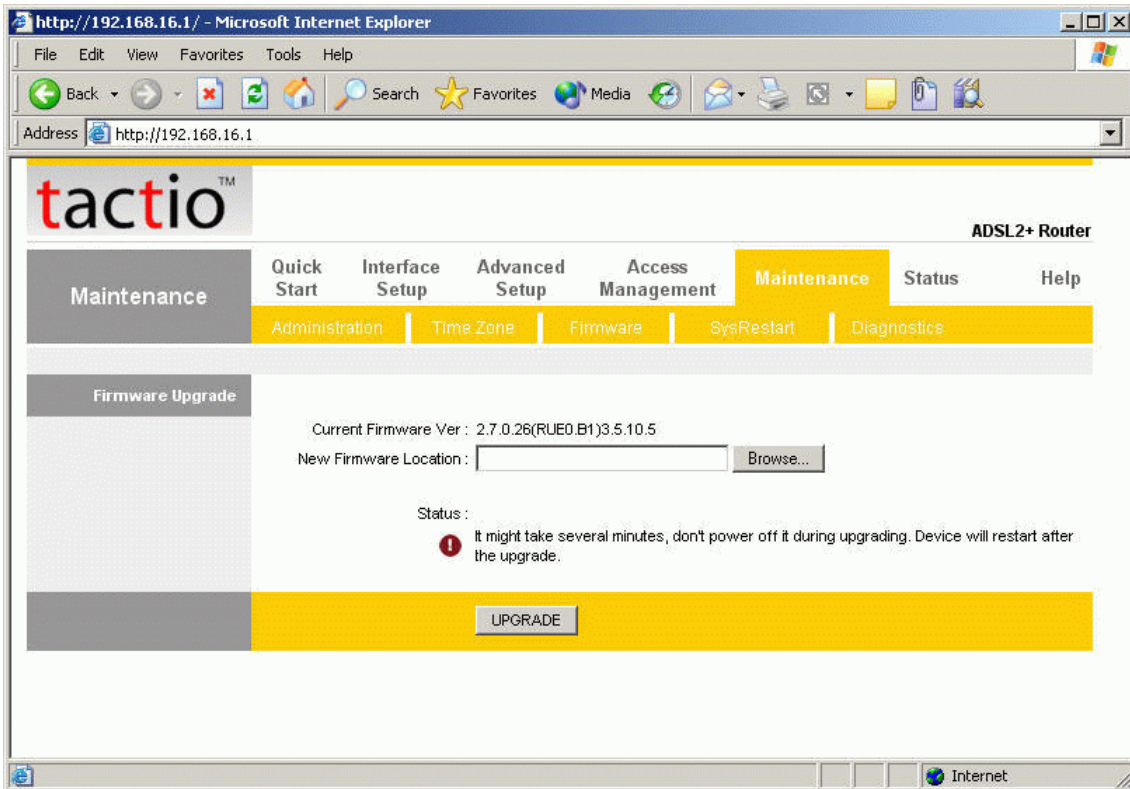 http://192.168.16.1/ - Microsoft Internet Explorer
File Edit View Favorites Tools Help
Back Search Favorites Media
Address http://192.168.16.1
tactio™
ADSL2+ Router
Maintenance
Quick Start Interface Setup Advanced Setup Access Management Maintenance Status Help
Administration Time Zone Firmware SysRestart Diagnostics
Firmware Upgrade
Current Firmware Ver : 2.7.0.26(RUE0.B1)3.5.10.5
New Firmware Location : Browse...
Status :
It might take several minutes, don't power off it during upgrading. Device will restart after
the upgrade.
UPGRADE
Internet